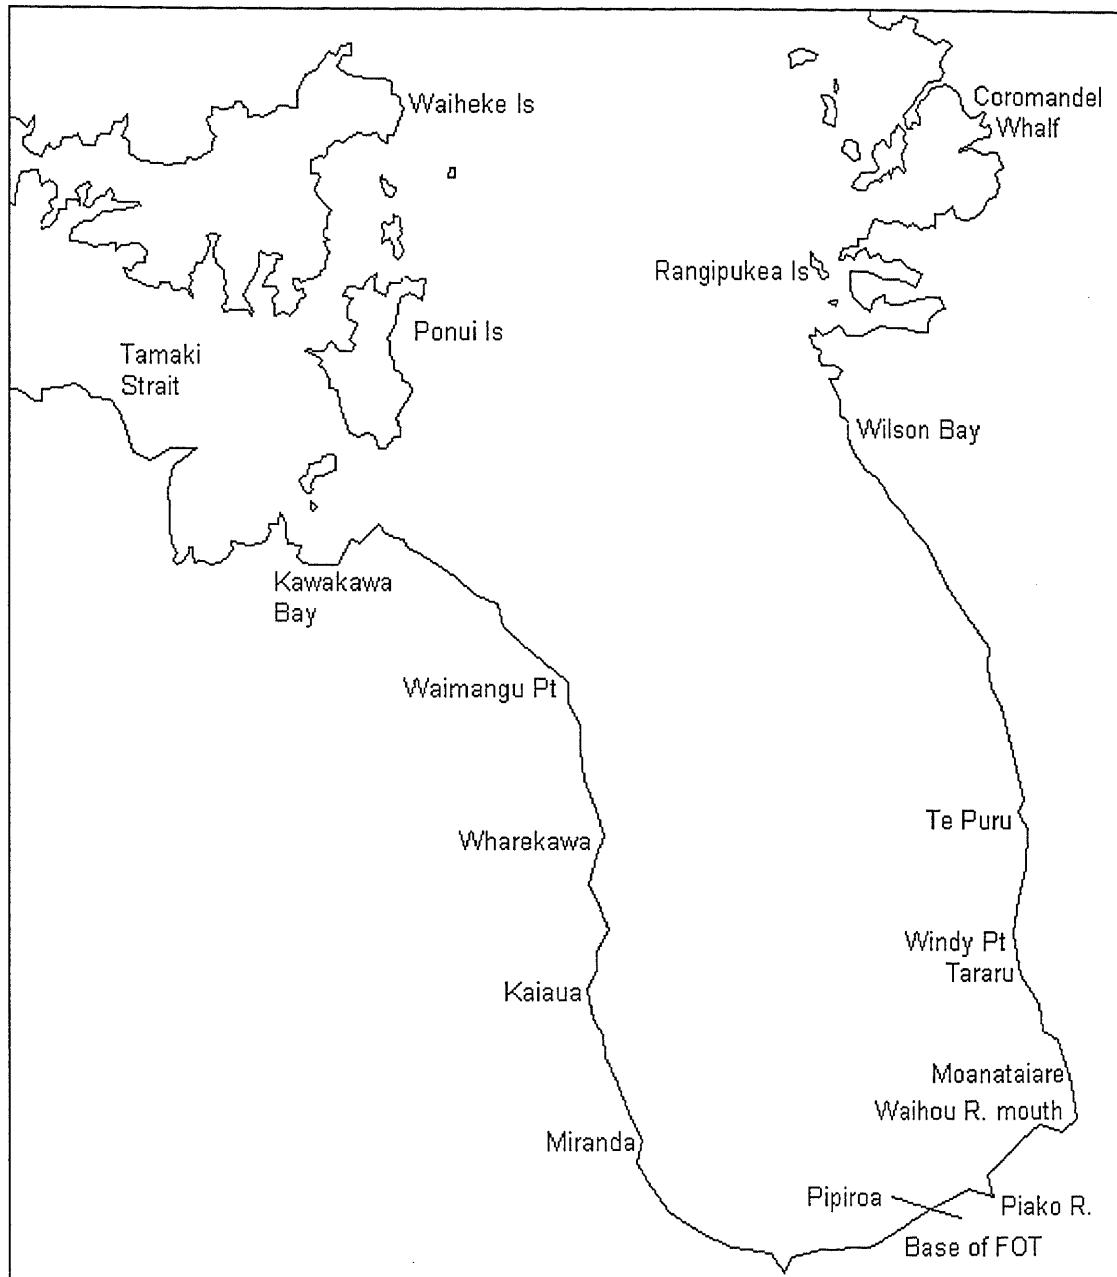 Waiheke Is
Coromandel
Whalf
Rangipukea Is
Ponui Is
Tamaki
Strait
Wilson Bay
Kawakawa
Bay
Waimangu Pt
Te Puru
Wharekawa
Windy Pt
Tararu
Kaiaua
Moanataiare
Waihou R. mouth
Miranda
Pipiroa
Piako R.
Base of FOT